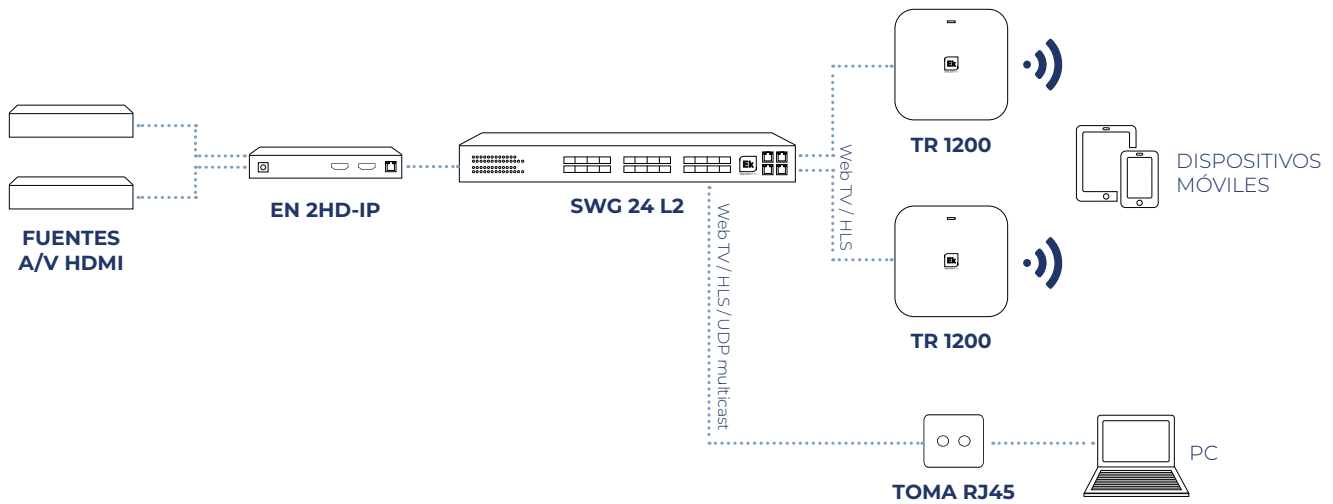 Ek
TR 1200
Web TV / HLS
DISPOSITIVOS
MÓVILES
FUENTES
A/V HDMI
EN 2HD-IP
Ek
SWG 24 L2
Ek
TR 1200
Web TV / HLS / UDP multicast
TOMA RJ45
PC